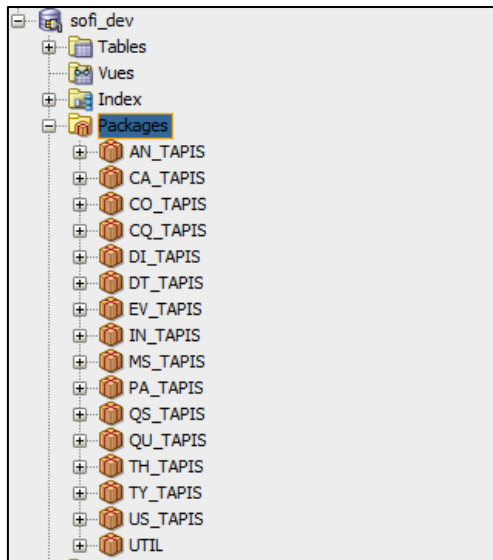 sofi_dev
Tables
Vues
Index
Packages
AN_TAPIS
CA_TAPIS
CO_TAPIS
CQ_TAPIS
DI_TAPIS
DT_TAPIS
EV_TAPIS
IN_TAPIS
MS_TAPIS
PA_TAPIS
QS_TAPIS
QU_TAPIS
TH_TAPIS
TY_TAPIS
US_TAPIS
UTIL